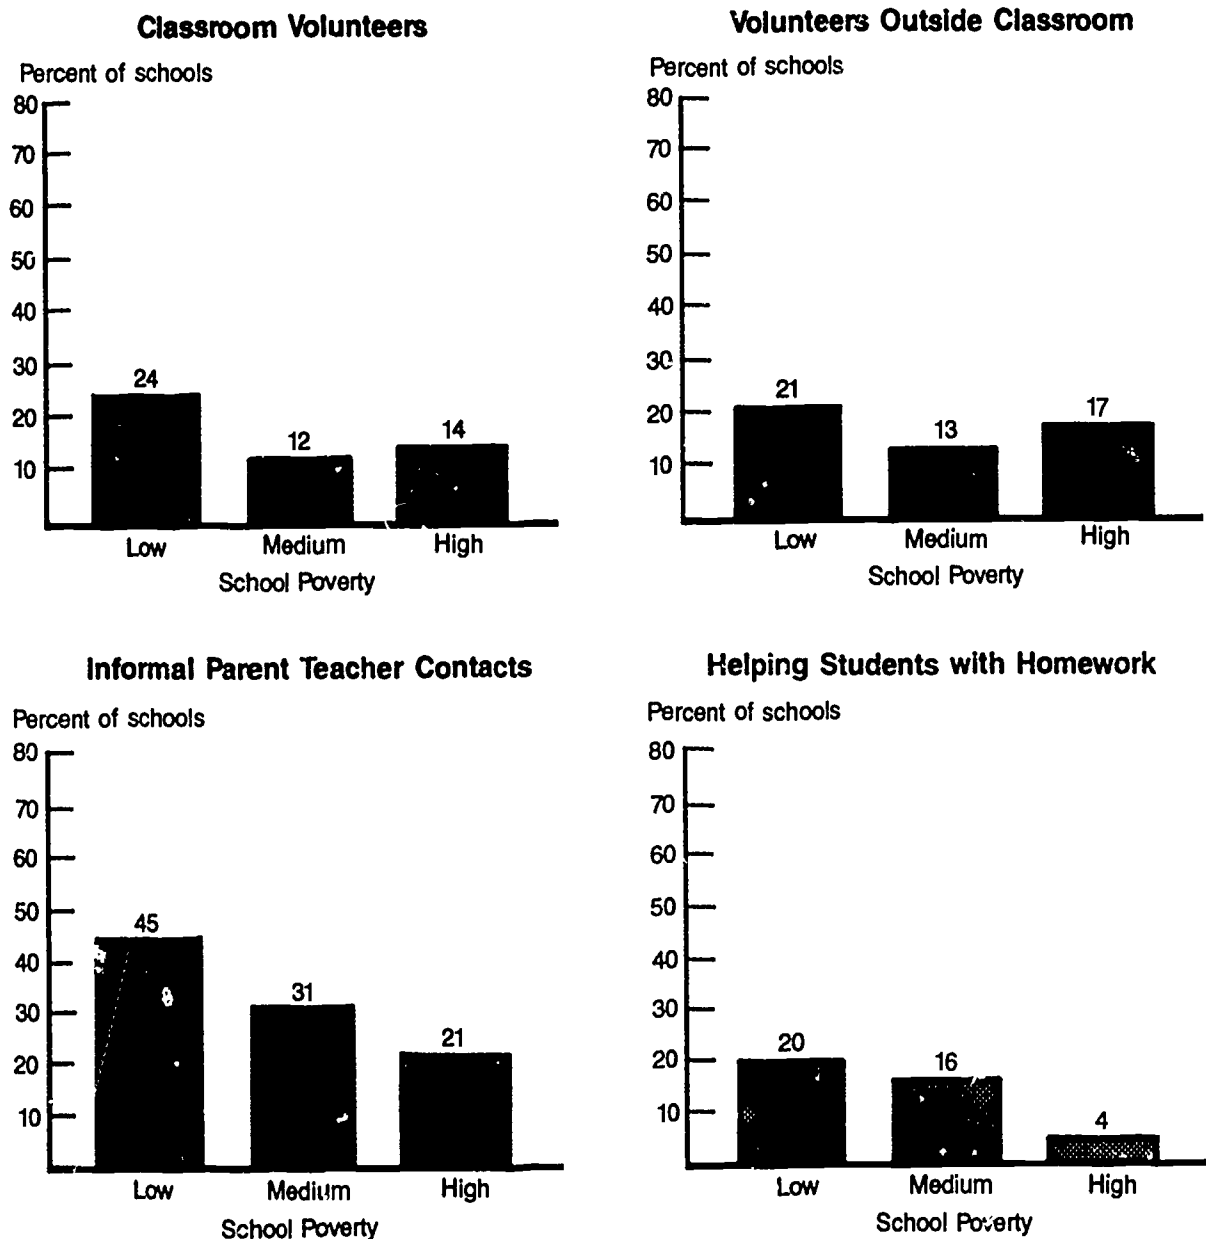 Classroom Volunteers
Percent of schools
80
70
60
50
40
30
20
10
24
12
14
Low Medium High
School Poverty
Volunteers Outside Classroom
Percent of schools
80
70
60
50
40
30
20
10
21
13
17
Low Medium High
School Poverty
Informal Parent Teacher Contacts
Percent of schools
80
70
60
50
40
30
20
10
45
31
21
Low Medium High
School Poverty
Helping Students with Homework
Percent of schools
80
70
60
50
40
30
20
10
20
16
4
Low Medium High
School Poverty